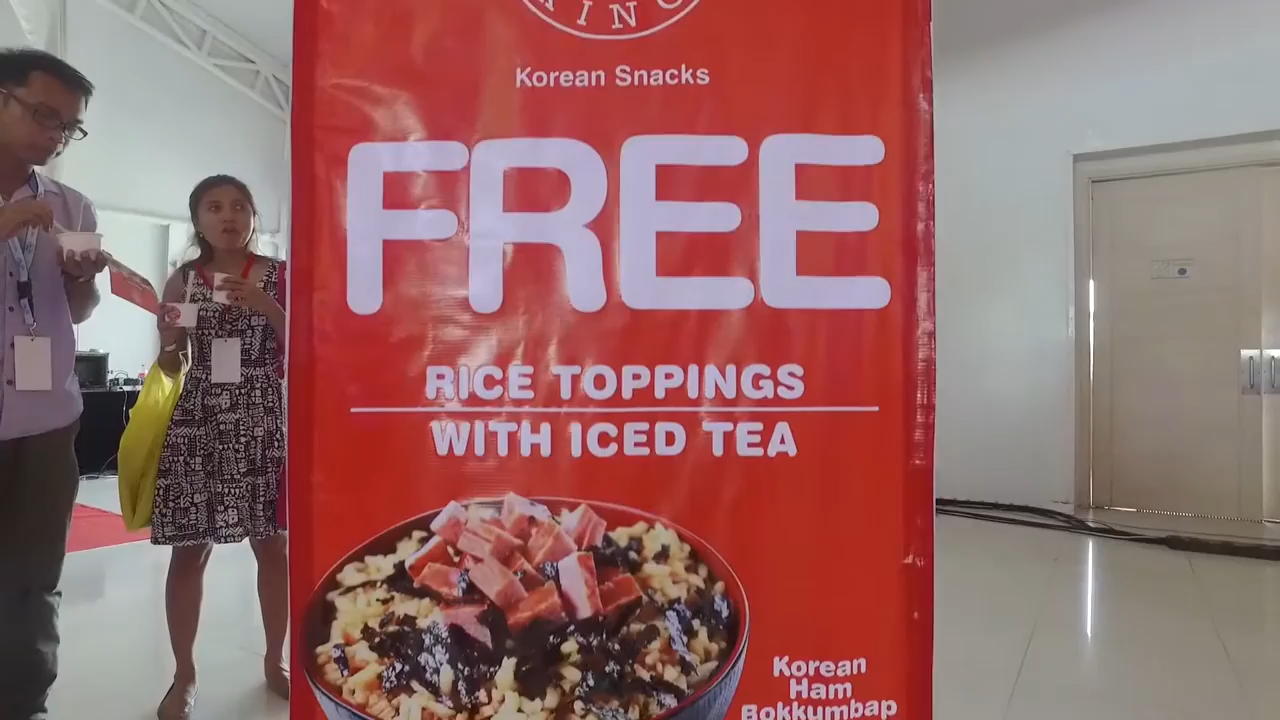 Korean Snacks
FREE
RICE TOPPINGS
WITH ICED TEA
Korean
Ham
Bokkumbap